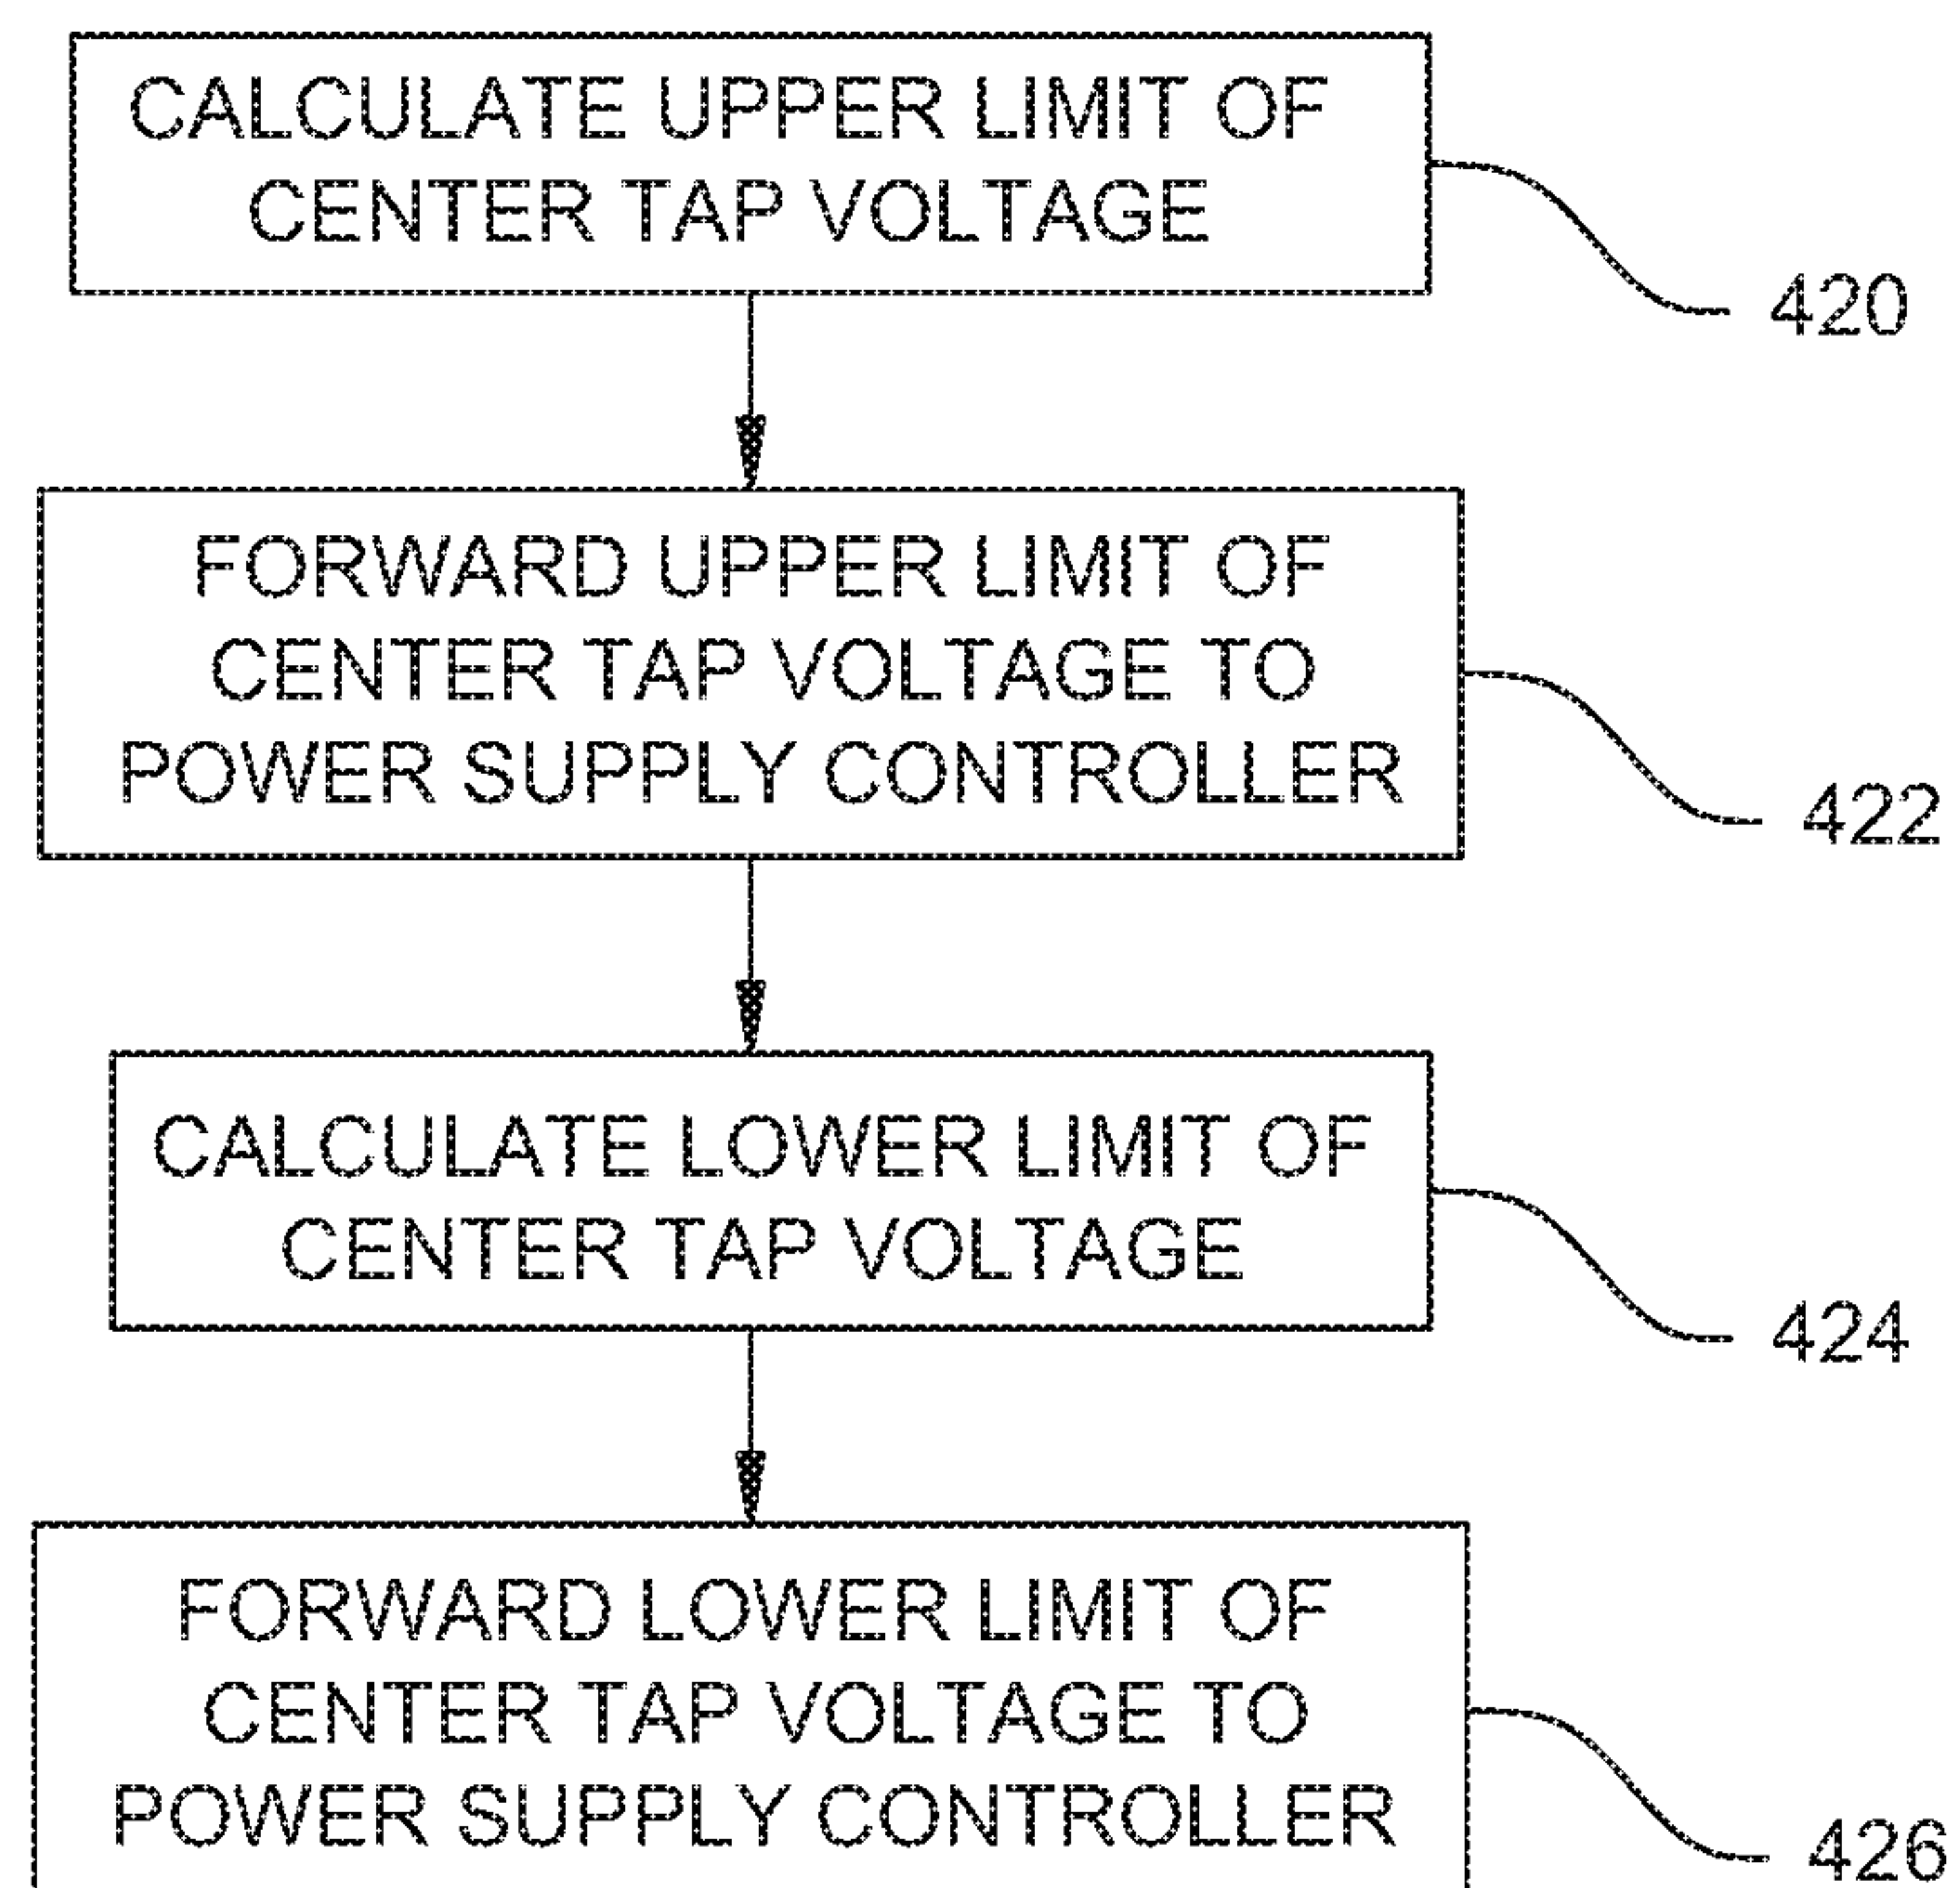 CALCULATE UPPER LIMIT OF
CENTER TAP VOLTAGE
420
FORWARD UPPER LIMIT OF
CENTER TAP VOLTAGE TO
POWER SUPPLY CONTROLLER
422
CALCULATE LOWER LIMIT OF
CENTER TAP VOLTAGE
424
FORWARD LOWER LIMIT OF
CENTER TAP VOLTAGE TO
POWER SUPPLY CONTROLLER
426